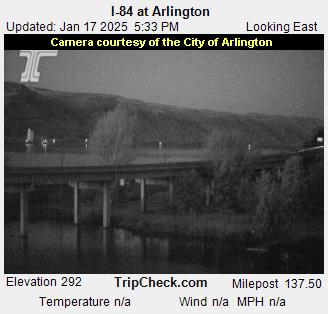 I-84 at Arlington
Updated: Jan 17 2025 5:33 PM Looking East
Camera courtesy of the City of Arlington
Elevation 292 TripCheck.com Milepost 137.50
Temperature n/a Wind n/a MPH n/a